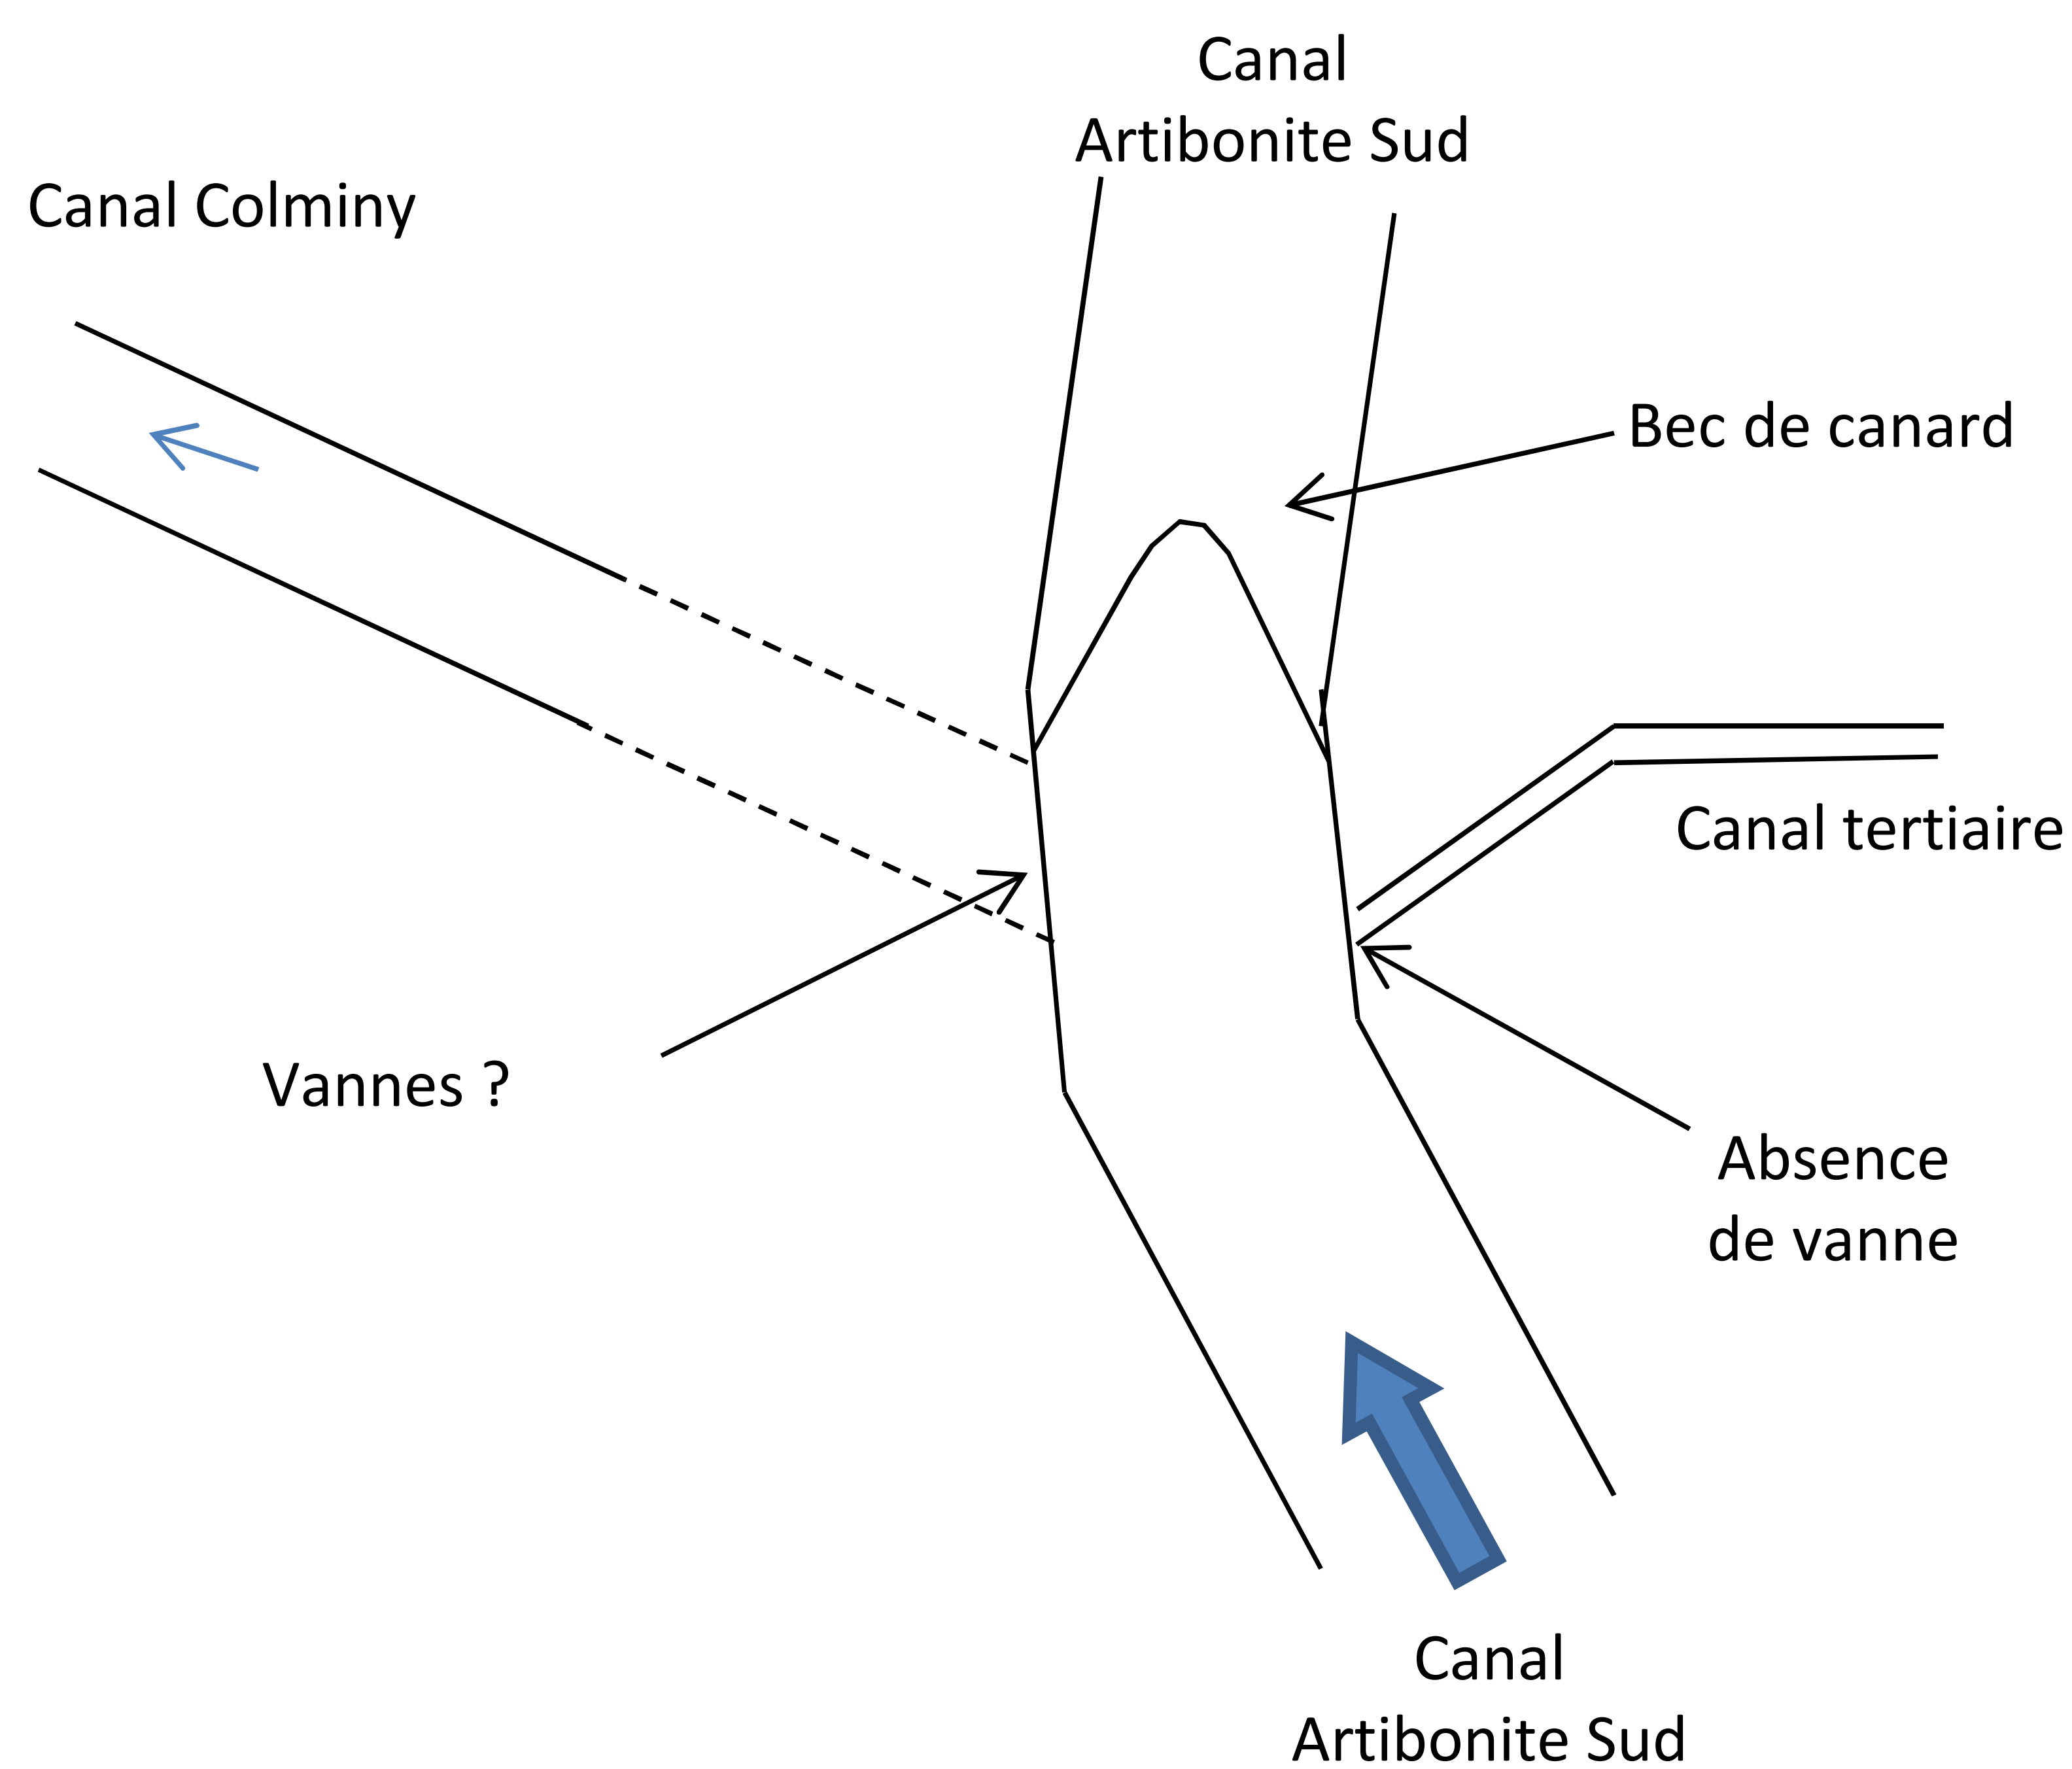 Canal
Artibonite Sud
Canal Colminy
Bec de canard
Canal tertiaire
Vannes ?
Absence
de vanne
Canal
Artibonite Sud